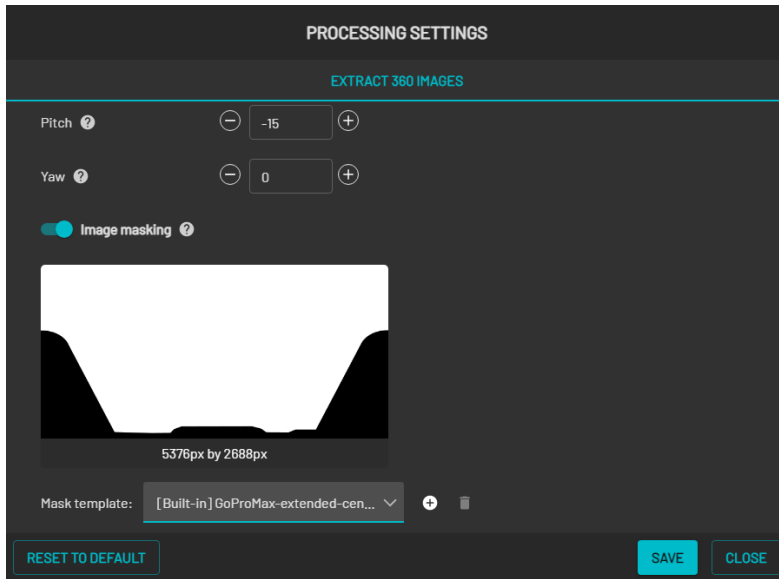 PROCESSING SETTINGS
EXTRACT 360 IMAGES
Pitch ? -15
Yaw ? 0
Image masking ?
5376px by 2688px
Mask template: [Built-in] GoProMax-extended-cen...
RESET TO DEFAULT SAVE CLOSE